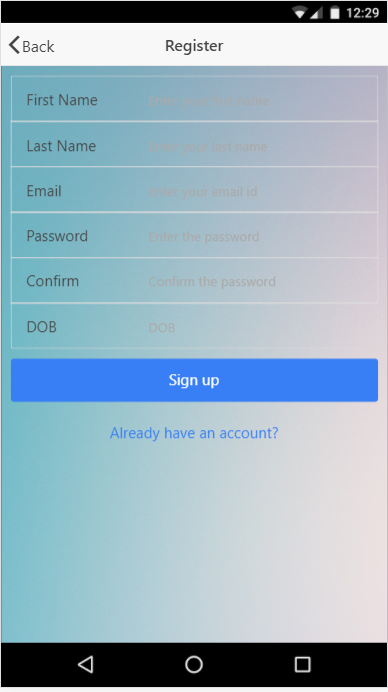 12:29
Back
Register
First Name Enter your first name
Last Name Enter your last name
Email Enter your email id
Password Enter the password
Confirm Confirm the password
DOB DOB
Sign up
Already have an account?